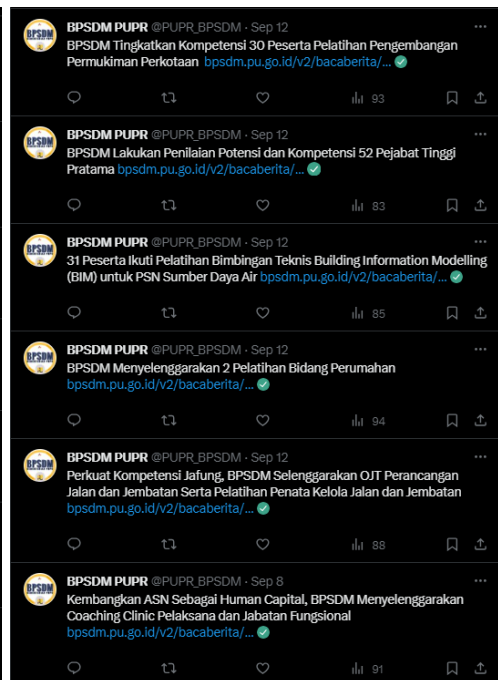 BPSDM PUPR @PUPR_BPSDM · Sep 12
BPSDM Tingkatkan Kompetensi 30 Peserta Pelatihan Pengembangan
Permukiman Perkotaan bpsdm.pu.go.id/v2/bacaberita/...
93
BPSDM PUPR @PUPR_BPSDM · Sep 12
BPSDM Lakukan Penilaian Potensi dan Kompetensi 52 Pejabat Tinggi
Pratama bpsdm.pu.go.id/v2/bacaberita/...
83
BPSDM PUPR @PUPR_BPSDM · Sep 12
31 Peserta Ikuti Pelatihan Bimbingan Teknis Building Information Modelling
(BIM) untuk PSN Sumber Daya Air bpsdm.pu.go.id/v2/bacaberita/...
85
BPSDM PUPR @PUPR_BPSDM · Sep 12
BPSDM Menyelenggarakan 2 Pelatihan Bidang Perumahan
bpsdm.pu.go.id/v2/bacaberita/...
94
BPSDM PUPR @PUPR_BPSDM · Sep 12
Perkuat Kompetensi Jafung, BPSDM Selenggarakan OJT Perancangan
Jalan dan Jembatan Serta Pelatihan Penata Kelola Jalan dan Jembatan
bpsdm.pu.go.id/v2/bacaberita/...
88
BPSDM PUPR @PUPR_BPSDM · Sep 8
Kembangkan ASN Sebagai Human Capital, BPSDM Menyelenggarakan
Coaching Clinic Pelaksana dan Jabatan Fungsional
bpsdm.pu.go.id/v2/bacaberita/...
91